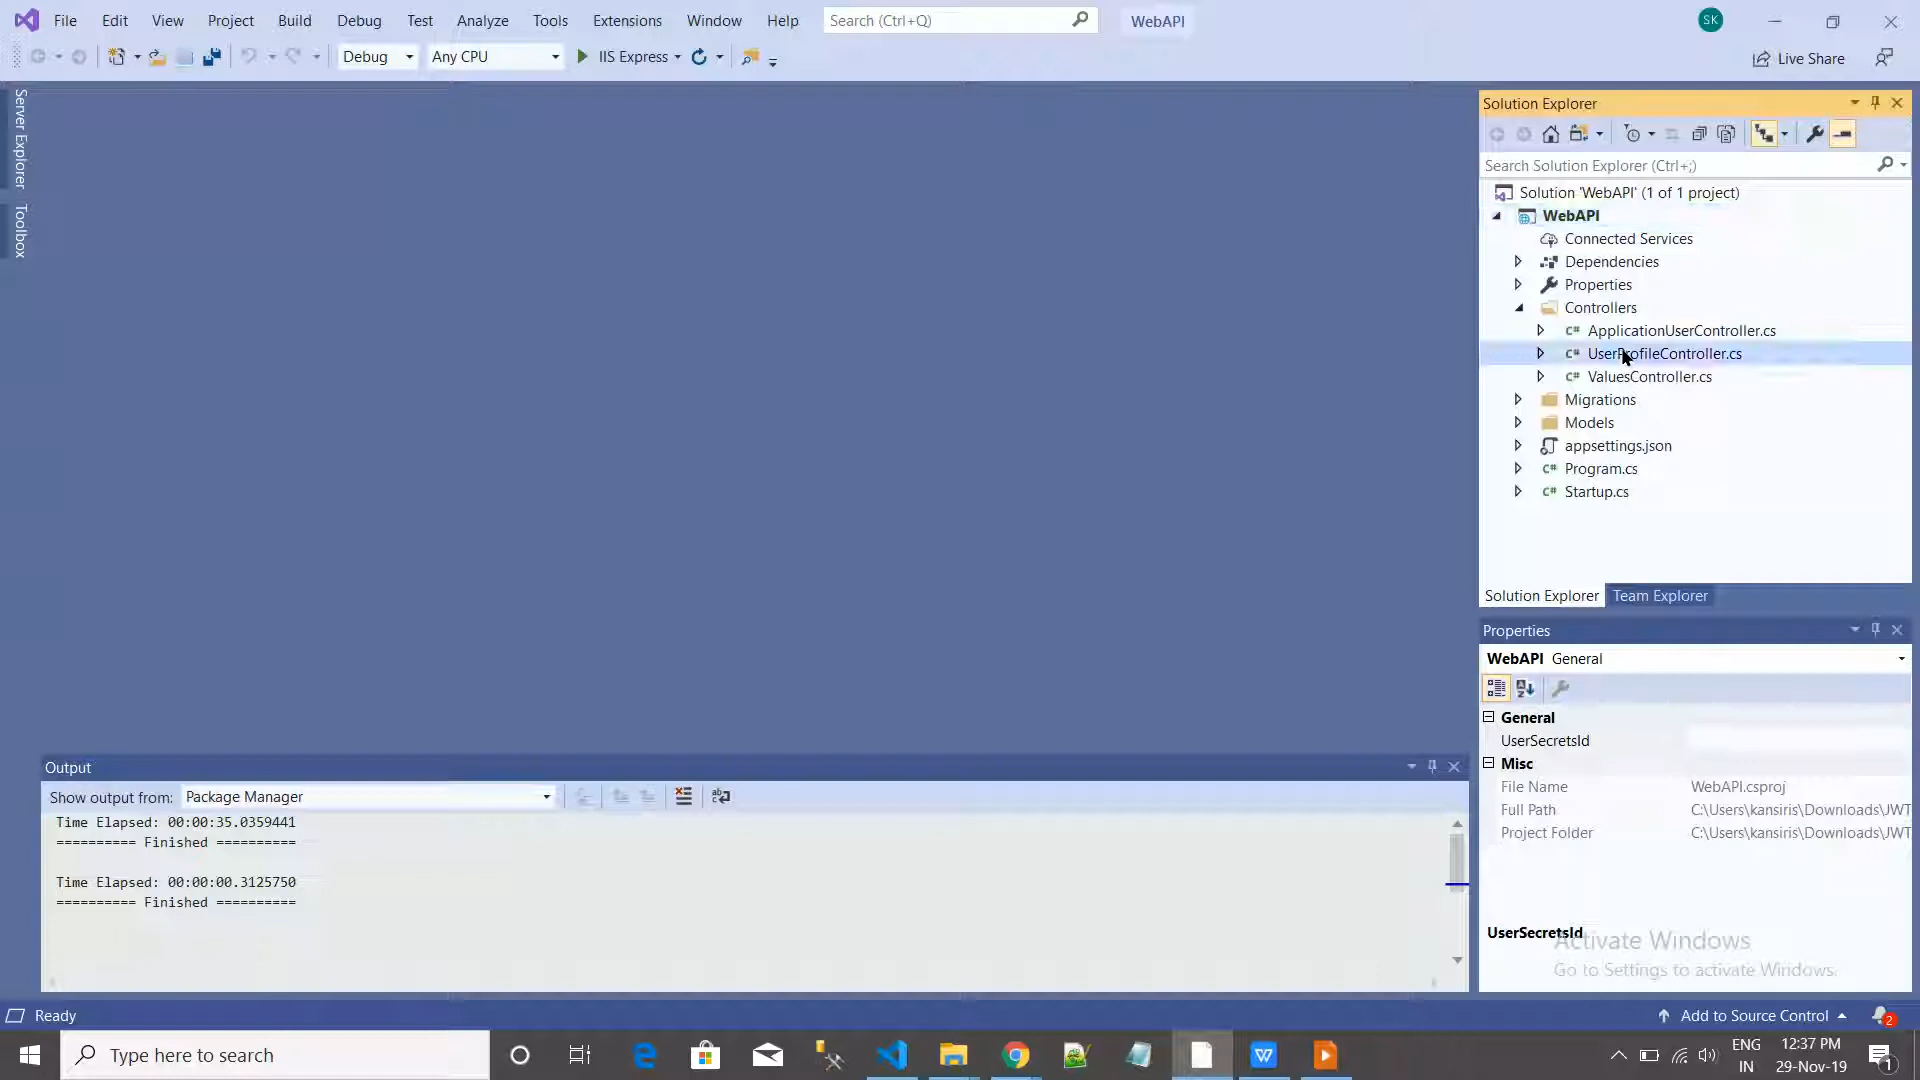 File Edit View Project Build Debug Test Analyze Tools Extensions Window Help Search (Ctrl+Q) WebAPI SK
Debug Any CPU IIS Express Live Share
Server Explorer
Toolbox
Solution Explorer
Search Solution Explorer (Ctrl+;)
Solution 'WebAPI' (1 of 1 project)
WebAPI
Connected Services
Dependencies
Properties
Controllers
C# ApplicationUserController.cs
C# UserProfileController.cs
C# ValuesController.cs
Migrations
Models
appsettings.json
C# Program.cs
C# Startup.cs
Solution Explorer Team Explorer
Properties
WebAPI General
General
UserSecretsId
Misc
File Name WebAPI.csproj
Full Path C:\Users\kansiris\Downloads\JWT
Project Folder C:\Users\kansiris\Downloads\JWT
UserSecretsId
Activate Windows
Go to Settings to activate Windows.
Output
Show output from: Package Manager
Time Elapsed: 00:00:35.0359441
========== Finished ==========
Time Elapsed: 00:00:00.3125750
========== Finished ==========
Ready Add to Source Control 2
Type here to search ENG 12:37 PM
IN 29-Nov-19 1